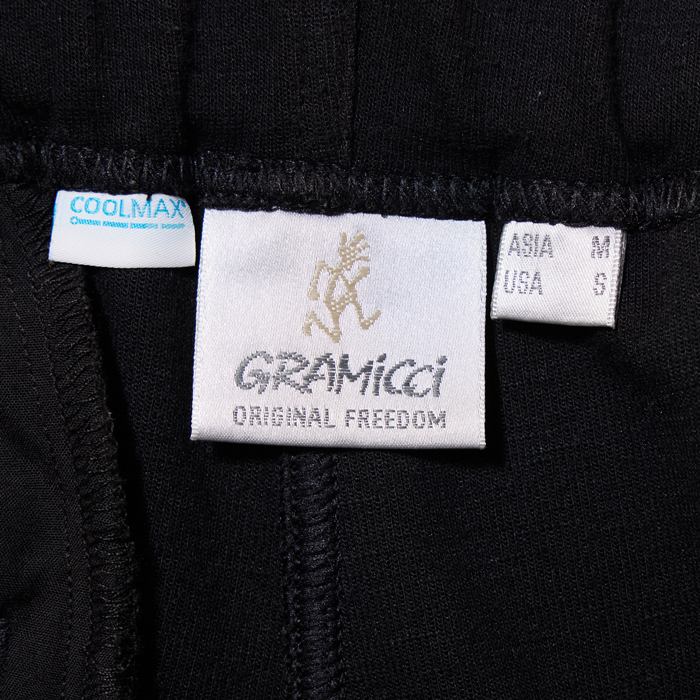 COOLMAX
GRAMiCCi
ORIGINAL FREEDOM
ASIA M
USA S